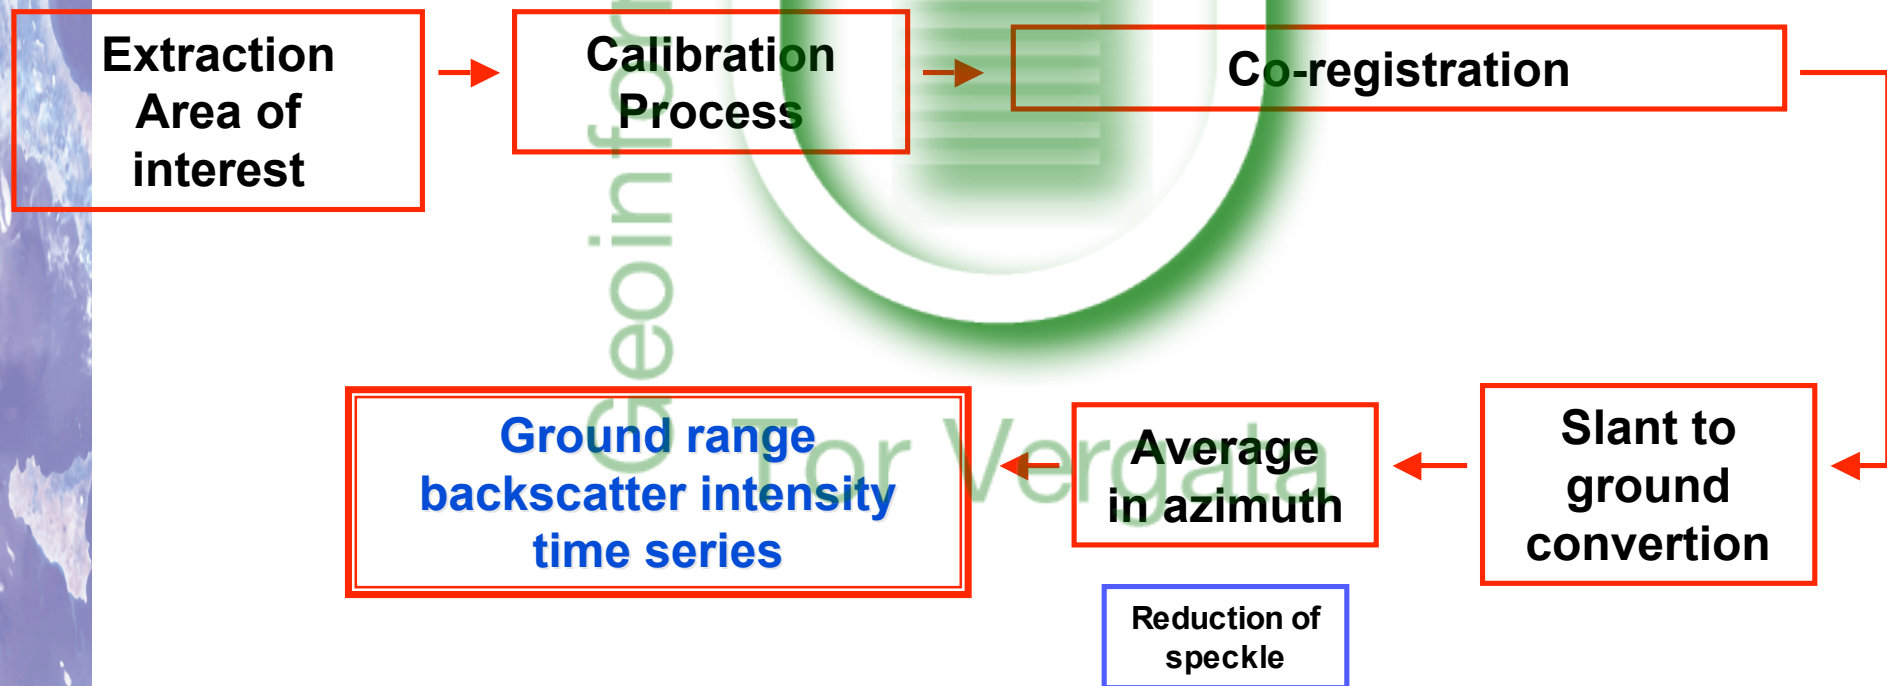 Extraction
Area of
interest
Calibration
Process
Co-registration
Slant to
ground
convertion
Average
in azimuth
Reduction of
speckle
Ground range
backscatter intensity
time series
Geoinfor
Tor Vergata